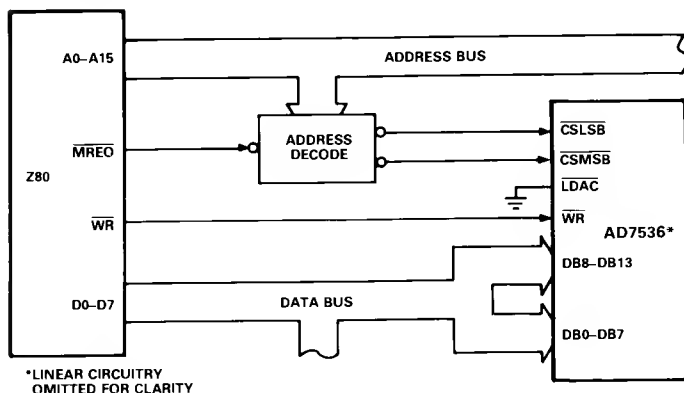 A0–A15
ADDRESS BUS
MREO
ADDRESS
DECODE
CSLSB
CSMSB
LDAC
Z80
WR
WR
AD7536*
DB8–DB13
D0–D7
DATA BUS
DB0–DB7
*LINEAR CIRCUITRY
OMITTED FOR CLARITY